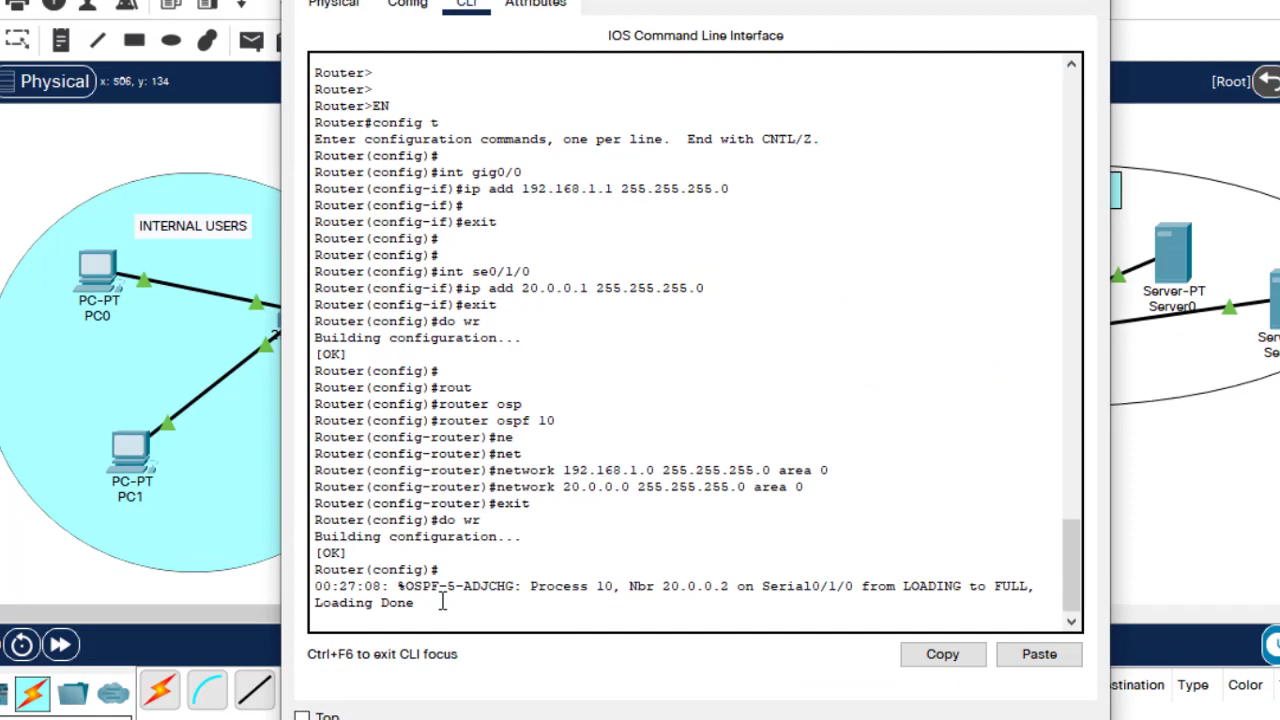 Physical Config CLI Attributes
IOS Command Line Interface
Physical x: 506, y: 134
[Root]
Router>
Router>
Router>EN
Router#config t
Enter configuration commands, one per line.  End with CNTL/Z.
Router(config)#
Router(config)#int gig0/0
Router(config-if)#ip add 192.168.1.1 255.255.255.0
Router(config-if)#
Router(config-if)#exit
Router(config)#
Router(config)#
Router(config)#int se0/1/0
Router(config-if)#ip add 20.0.0.1 255.255.255.0
Router(config-if)#exit
Router(config)#do wr
Building configuration...
[OK]
Router(config)#
Router(config)#rout
Router(config)#router osp
Router(config)#router ospf 10
Router(config-router)#ne
Router(config-router)#net
Router(config-router)#network 192.168.1.0 255.255.255.0 area 0
Router(config-router)#network 20.0.0.0 255.255.255.0 area 0
Router(config-router)#exit
Router(config)#do wr
Building configuration...
[OK]
Router(config)#
00:27:08: %OSPF-5-ADJCHG: Process 10, Nbr 20.0.0.2 on Serial0/1/0 from LOADING to FULL,
Loading Done
INTERNAL USERS
PC-PT
PC0
PC-PT
PC1
Server-PT
Server0
Ctrl+F6 to exit CLI focus
Copy
Paste
Type
Color
Top